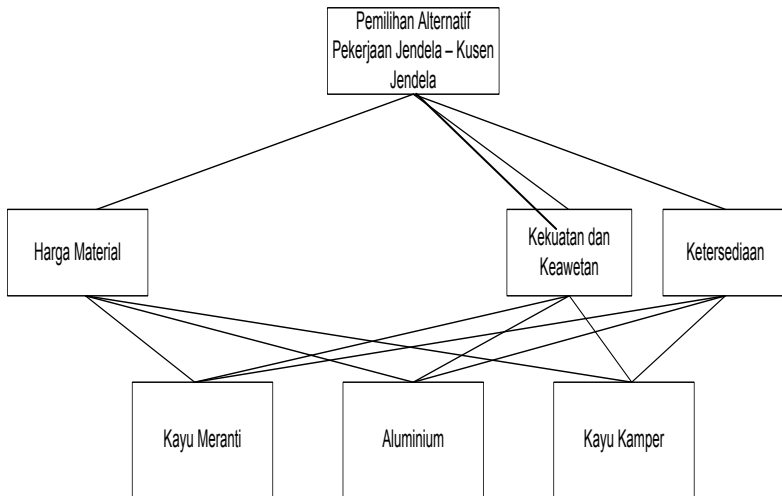 Pemilihan Alternatif
Pekerjaan Jendela – Kusen
Jendela
Harga Material
Kekuatan dan
Keawetan
Ketersediaan
Kayu Meranti
Aluminium
Kayu Kamper